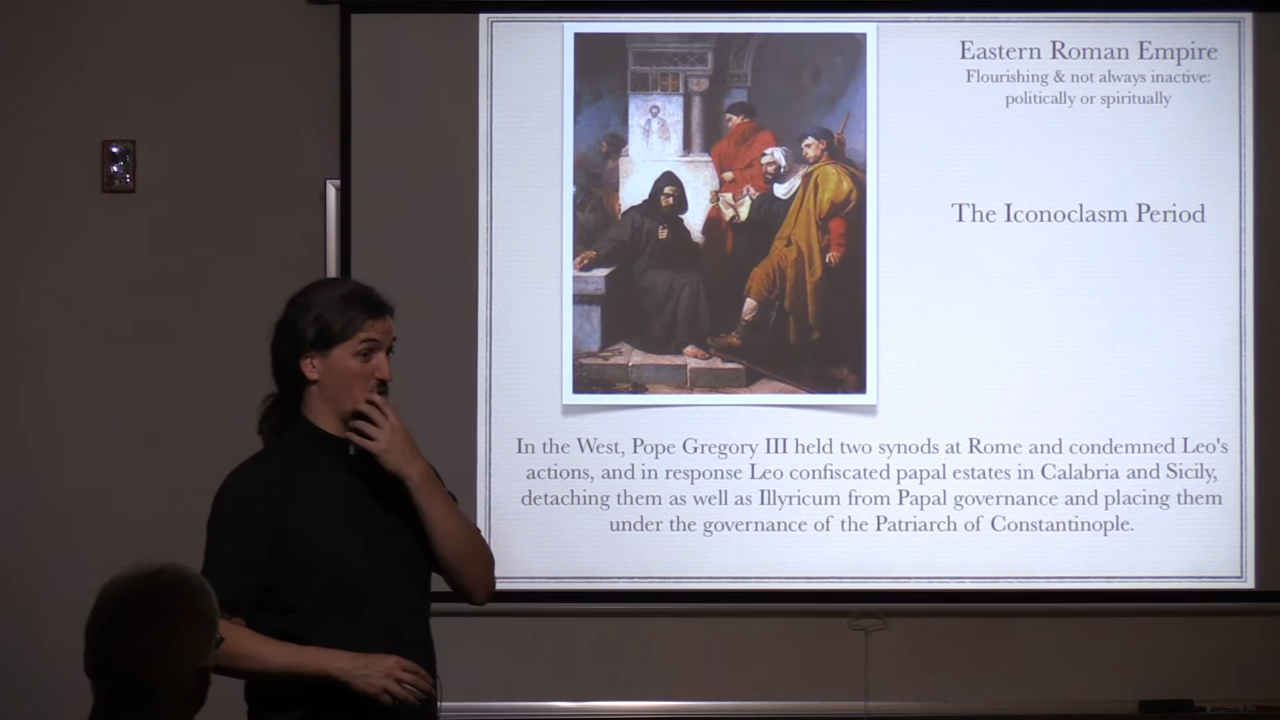 Eastern Roman Empire
Flourishing & not always inactive:
politically or spiritually
The Iconoclasm Period
In the West, Pope Gregory III held two synods at Rome and condemned Leo's
actions, and in response Leo confiscated papal estates in Calabria and Sicily,
detaching them as well as Illyricum from Papal governance and placing them
under the governance of the Patriarch of Constantinople.